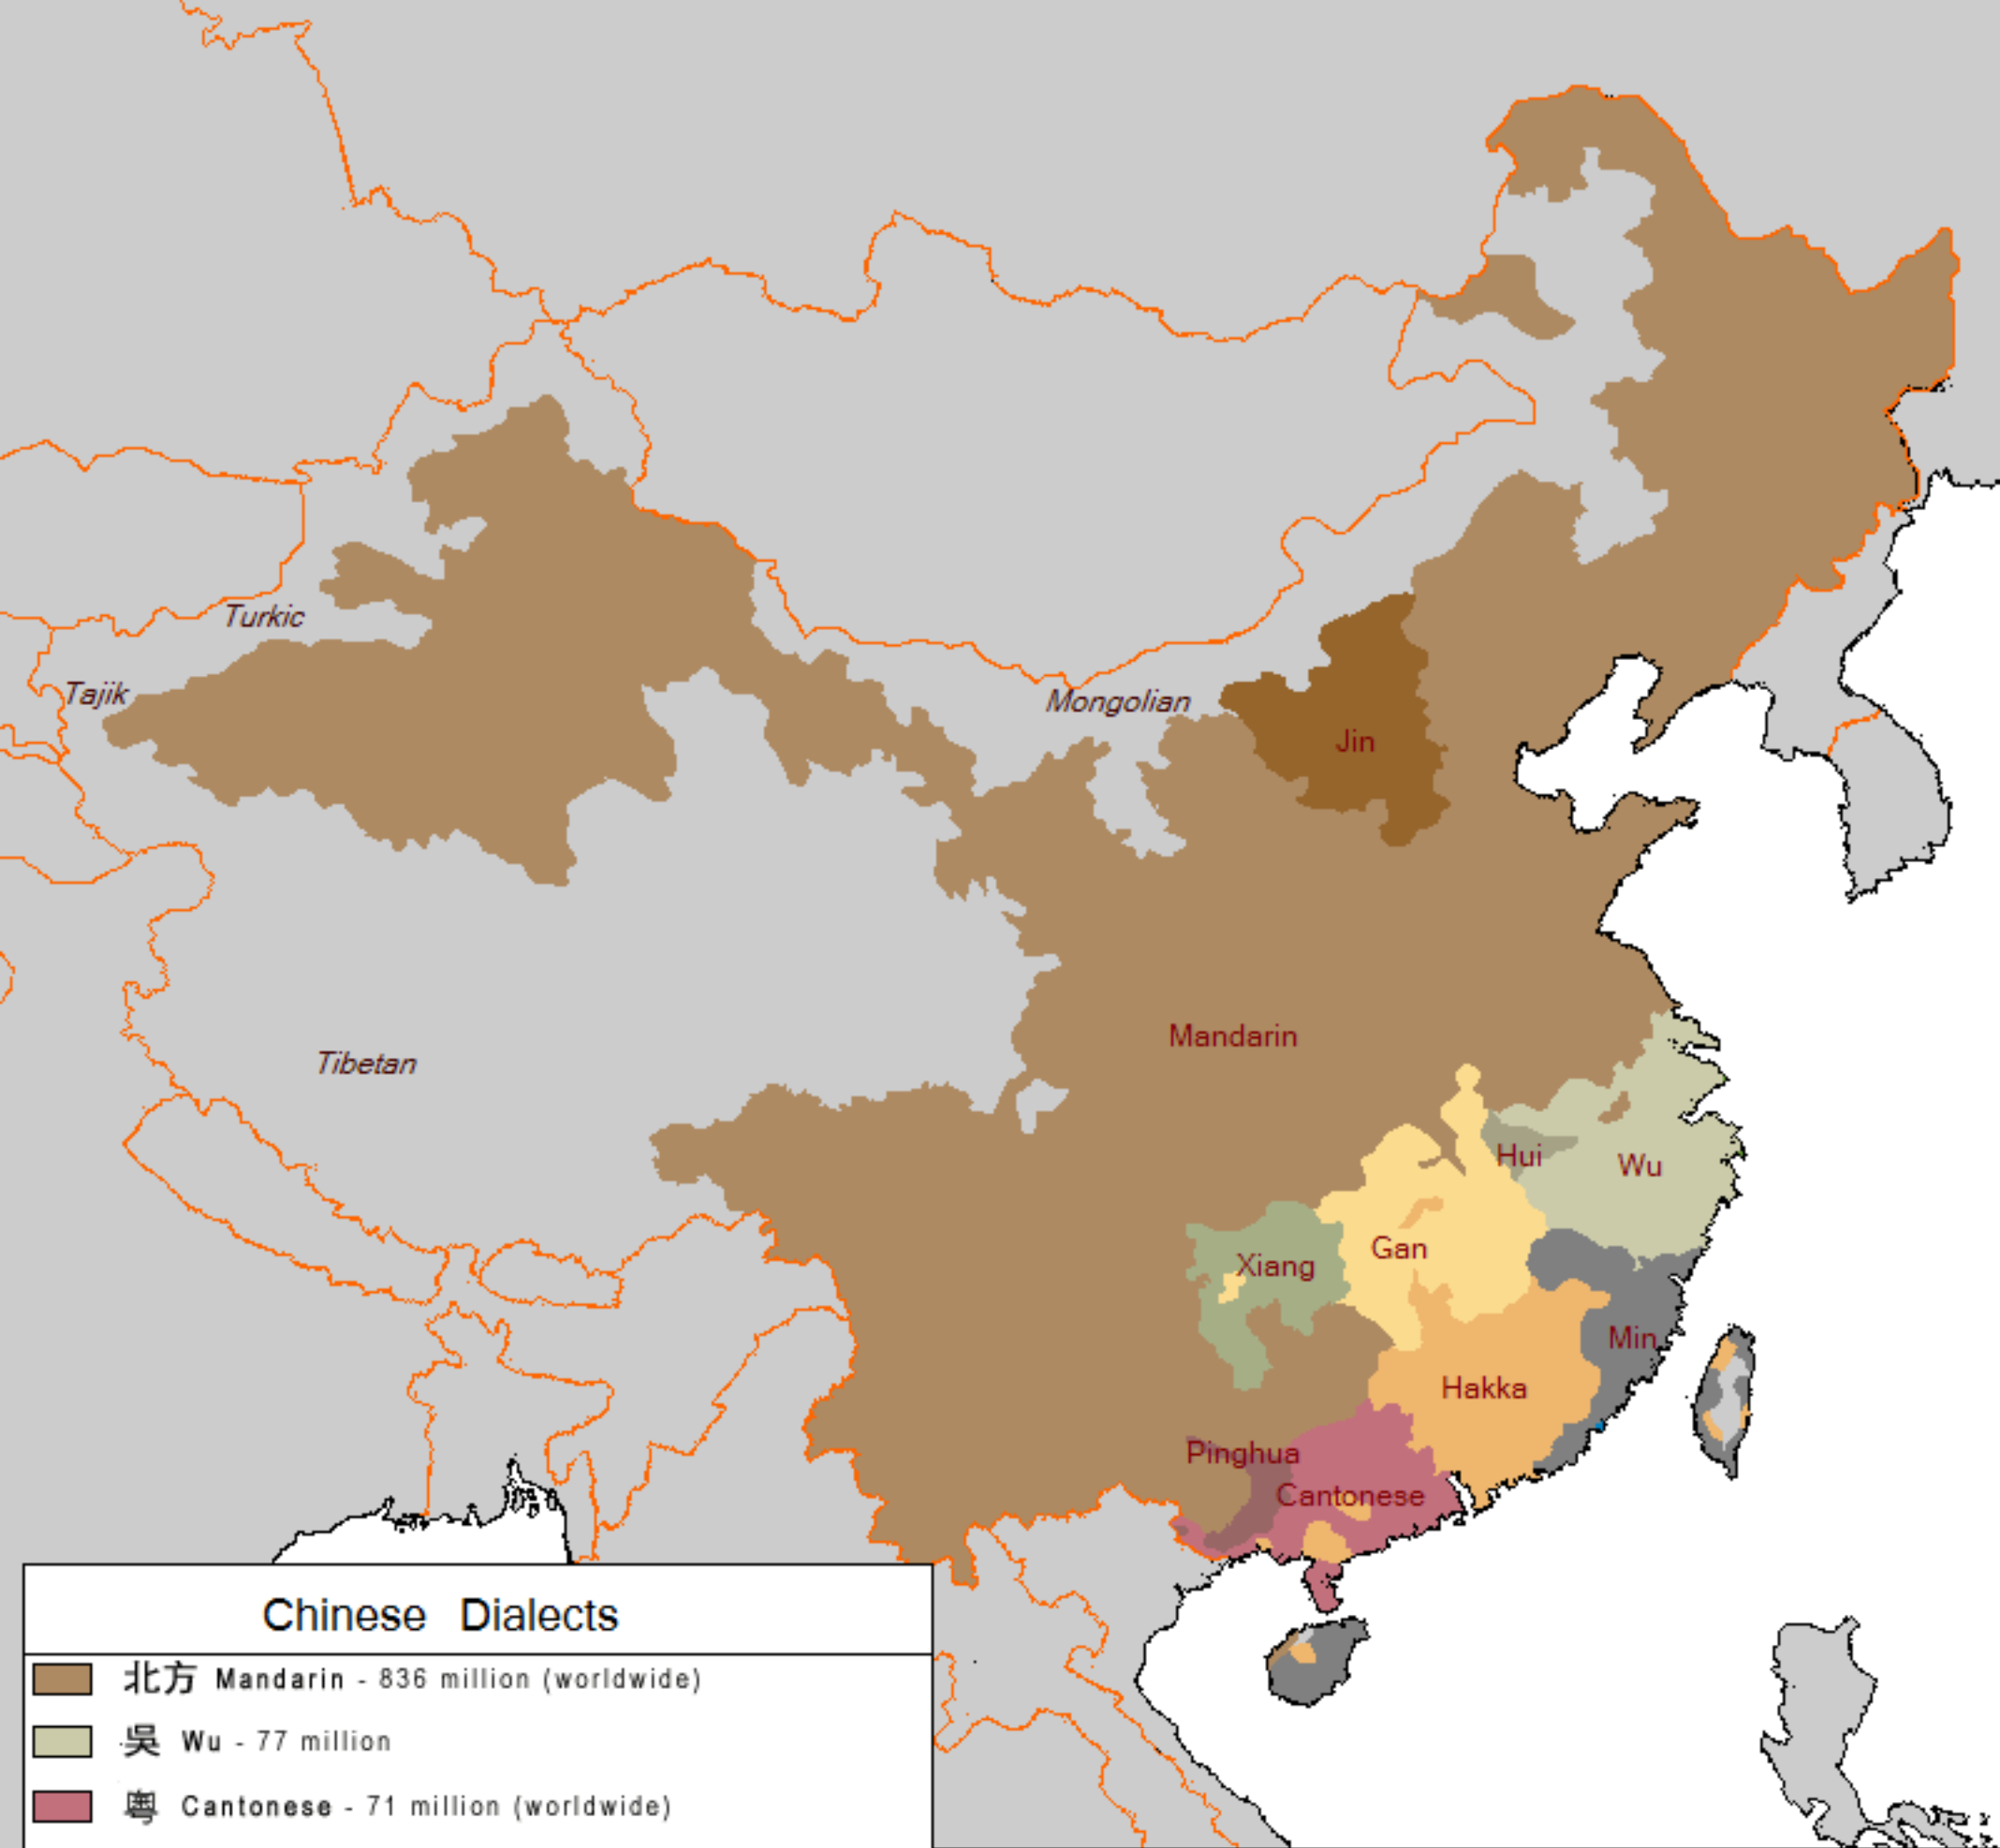 Turkic
Tajik
Mongolian
Jin
Tibetan
Mandarin
Hui
Wu
Xiang
Gan
Min
Hakka
Pinghua
Cantonese
Chinese Dialects
北方 Mandarin - 836 million (worldwide)
吳 Wu - 77 million
粵 Cantonese - 71 million (worldwide)